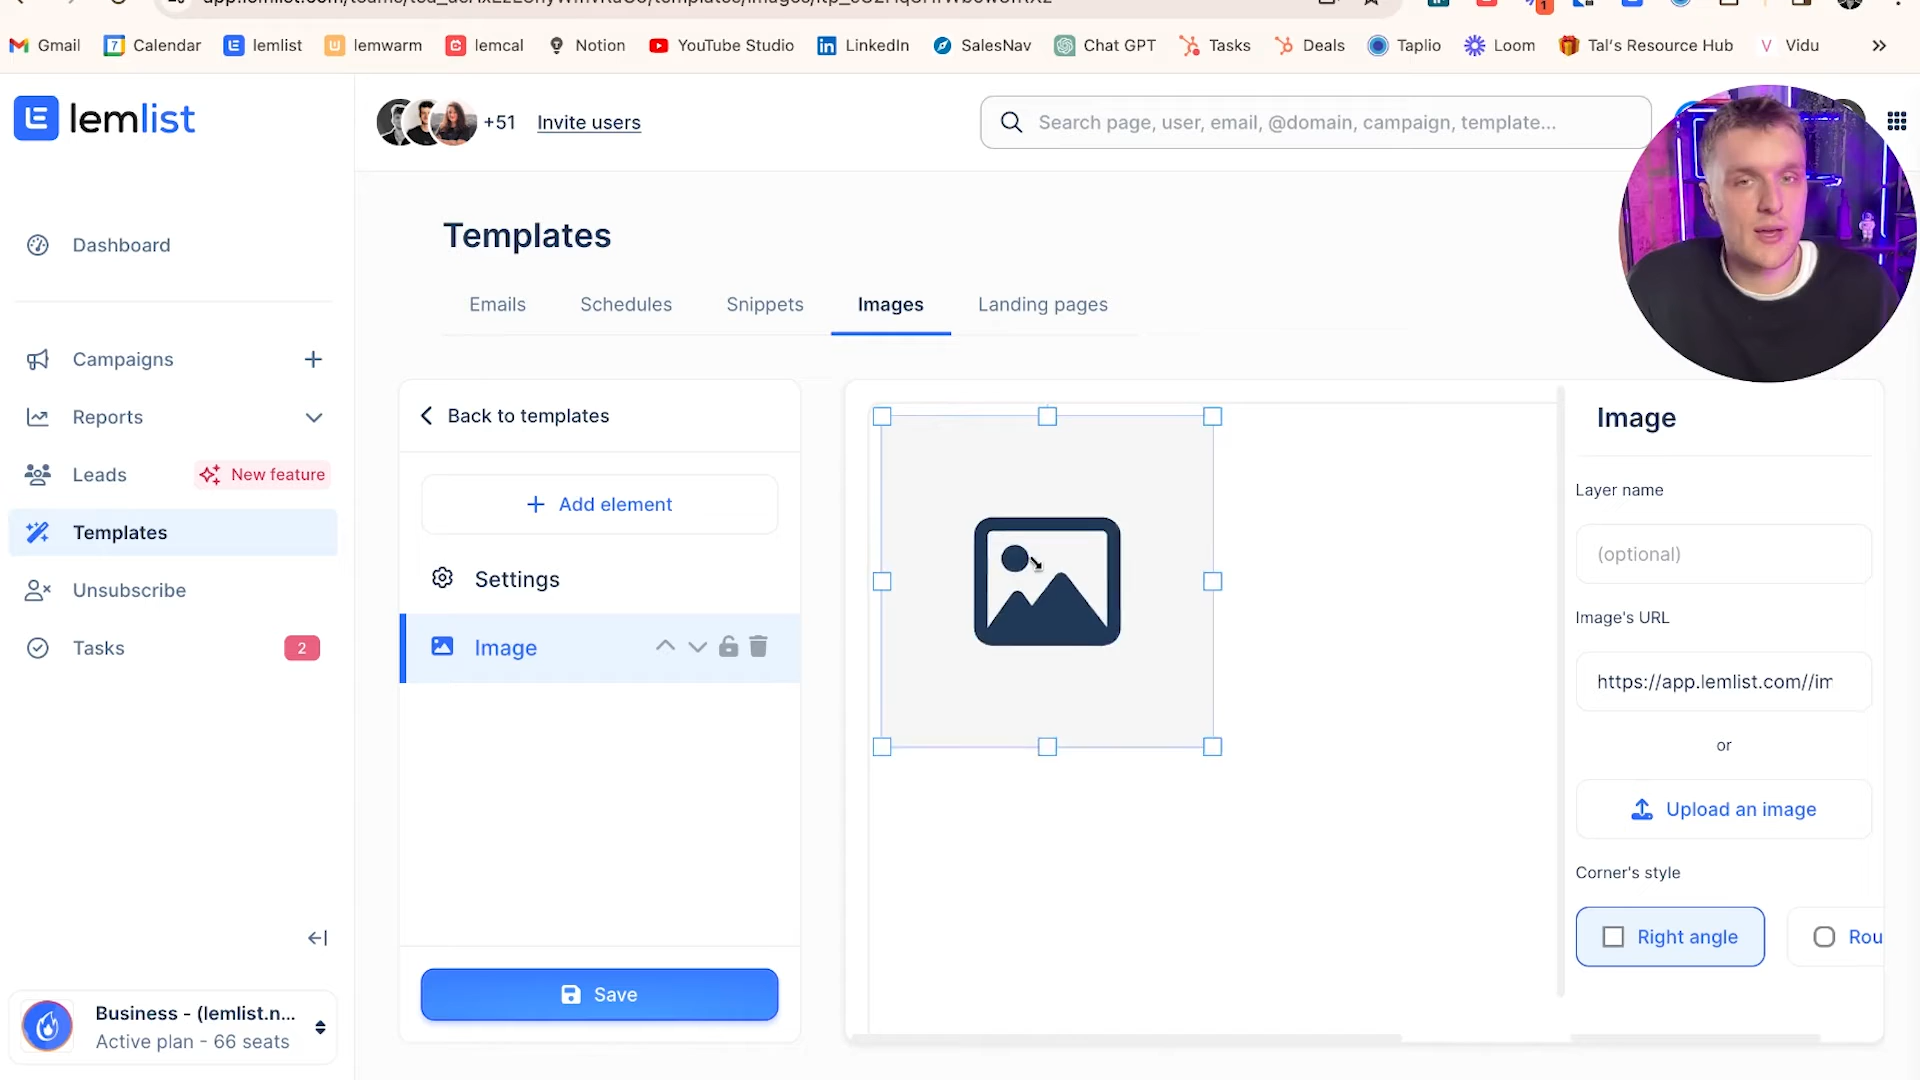 Gmail
7 Calendar
lemlist
lemwarm
lemcal
Notion
YouTube Studio
LinkedIn
SalesNav
Chat GPT
Tasks
Deals
Taplio
Loom
Tal's Resource Hub
V Vidu
1
lemlist
+51 Invite users
Search page, user, email, @domain, campaign, template...
Dashboard
Campaigns
Reports
Leads New feature
Templates
Unsubscribe
Tasks 2
Business - (lemlist.n...
Active plan - 66 seats
Templates
Emails Schedules Snippets Images Landing pages
Back to templates
Add element
Settings
Image
Save
Image
Layer name
(optional)
Image's URL
https://app.lemlist.com//im
or
Upload an image
Corner's style
Right angle
Rou